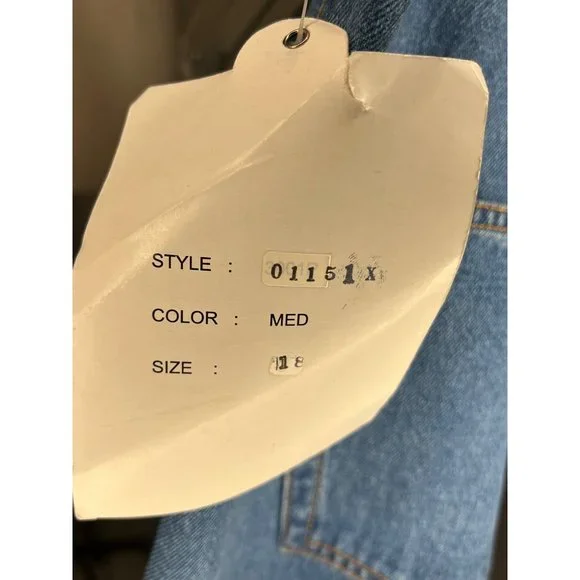 STYLE : 01151X
COLOR : MED
SIZE : 18